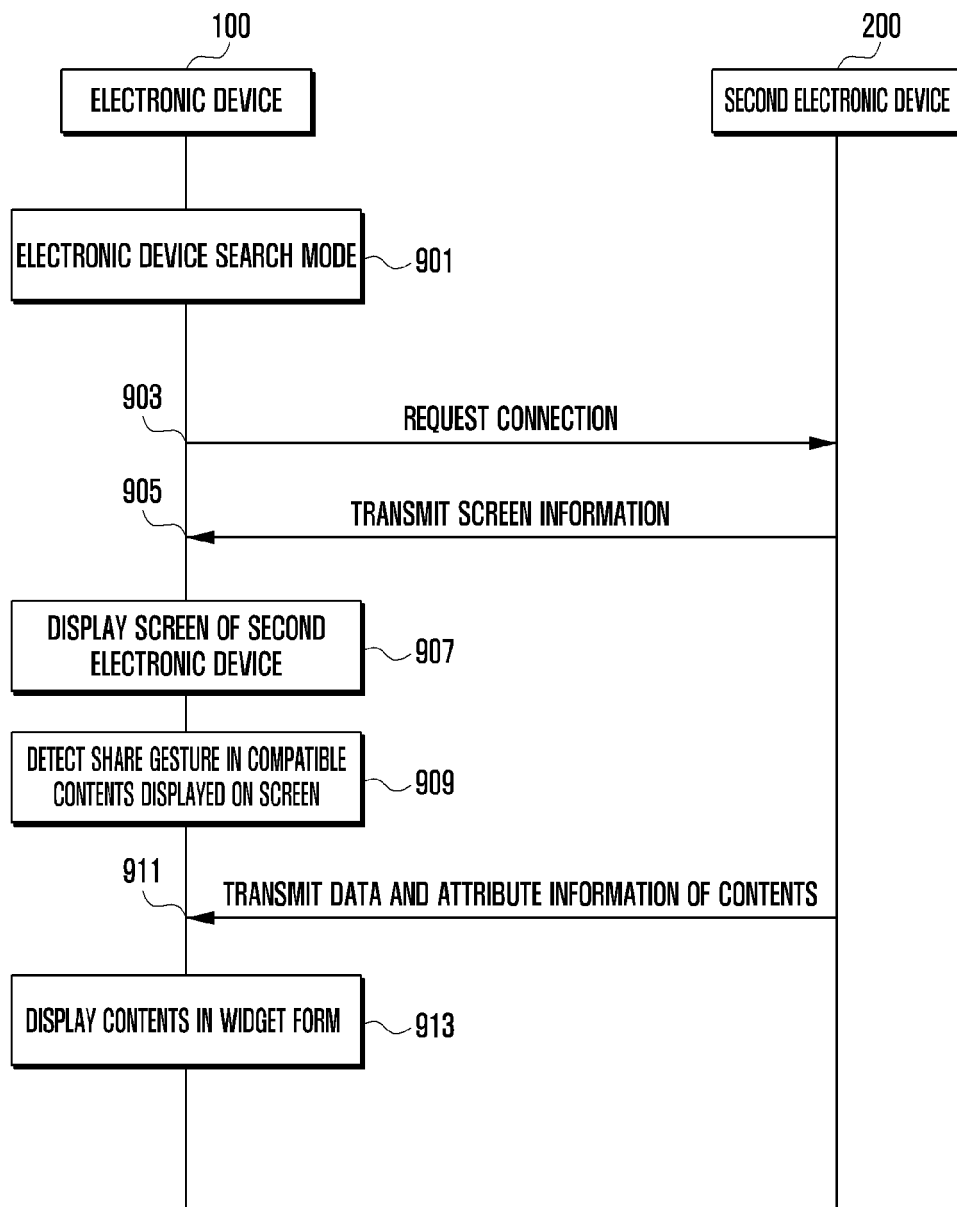 100
200
ELECTRONIC DEVICE
SECOND ELECTRONIC DEVICE
ELECTRONIC DEVICE SEARCH MODE
901
903
REQUEST CONNECTION
905
TRANSMIT SCREEN INFORMATION
DISPLAY SCREEN OF SECOND
ELECTRONIC DEVICE
907
DETECT SHARE GESTURE IN COMPATIBLE
CONTENTS DISPLAYED ON SCREEN
909
911
TRANSMIT DATA AND ATTRIBUTE INFORMATION OF CONTENTS
DISPLAY CONTENTS IN WIDGET FORM
913